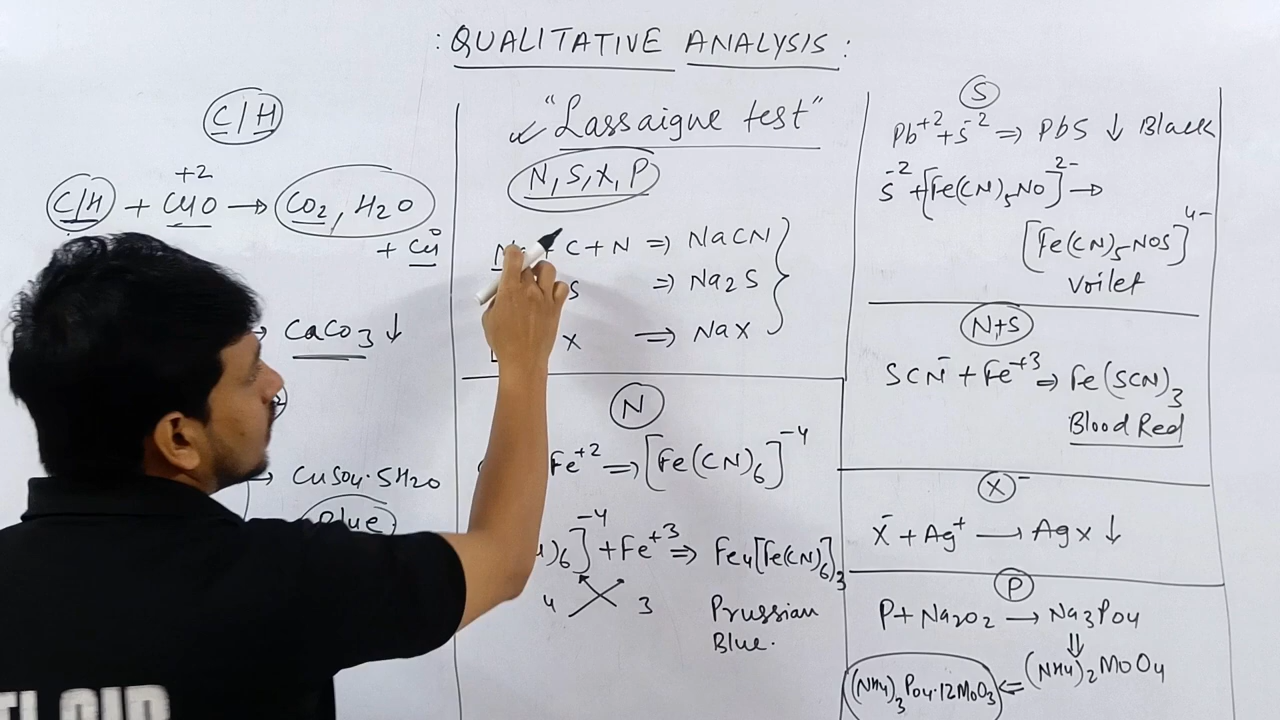 : QUALITATIVE ANALYSIS :
C/H
+2
C/H + CuO → CO2, H2O
+ Cu⁰
CaCO3 ↓
→ CuSO4·5H2O
Blue
"Lassaigne test"
N, S, X, P
+ C + N ⇒ NaCN
S ⇒ Na2S
X ⟹ NaX
N
Fe+2 ⇒ [Fe(CN)6]-4
)6]-4 + Fe+3 ⇒ Fe4[Fe(CN)6]3
4 3
Prussian
Blue.
S
Pb+2 + S-2 ⇒ PbS ↓ Black
S-2 + [Fe(CN)5NO]2- →
[Fe(CN)5NOS]4-
Voilet
N+S
SCN- + Fe+3 ⇒ Fe(SCN)3
Blood Red
X-
X- + Ag+ → AgX ↓
P
P + Na2O2 → Na3PO4
⇓
(NH4)2MoO4
(NH4)3PO4·12MoO3 ⇐